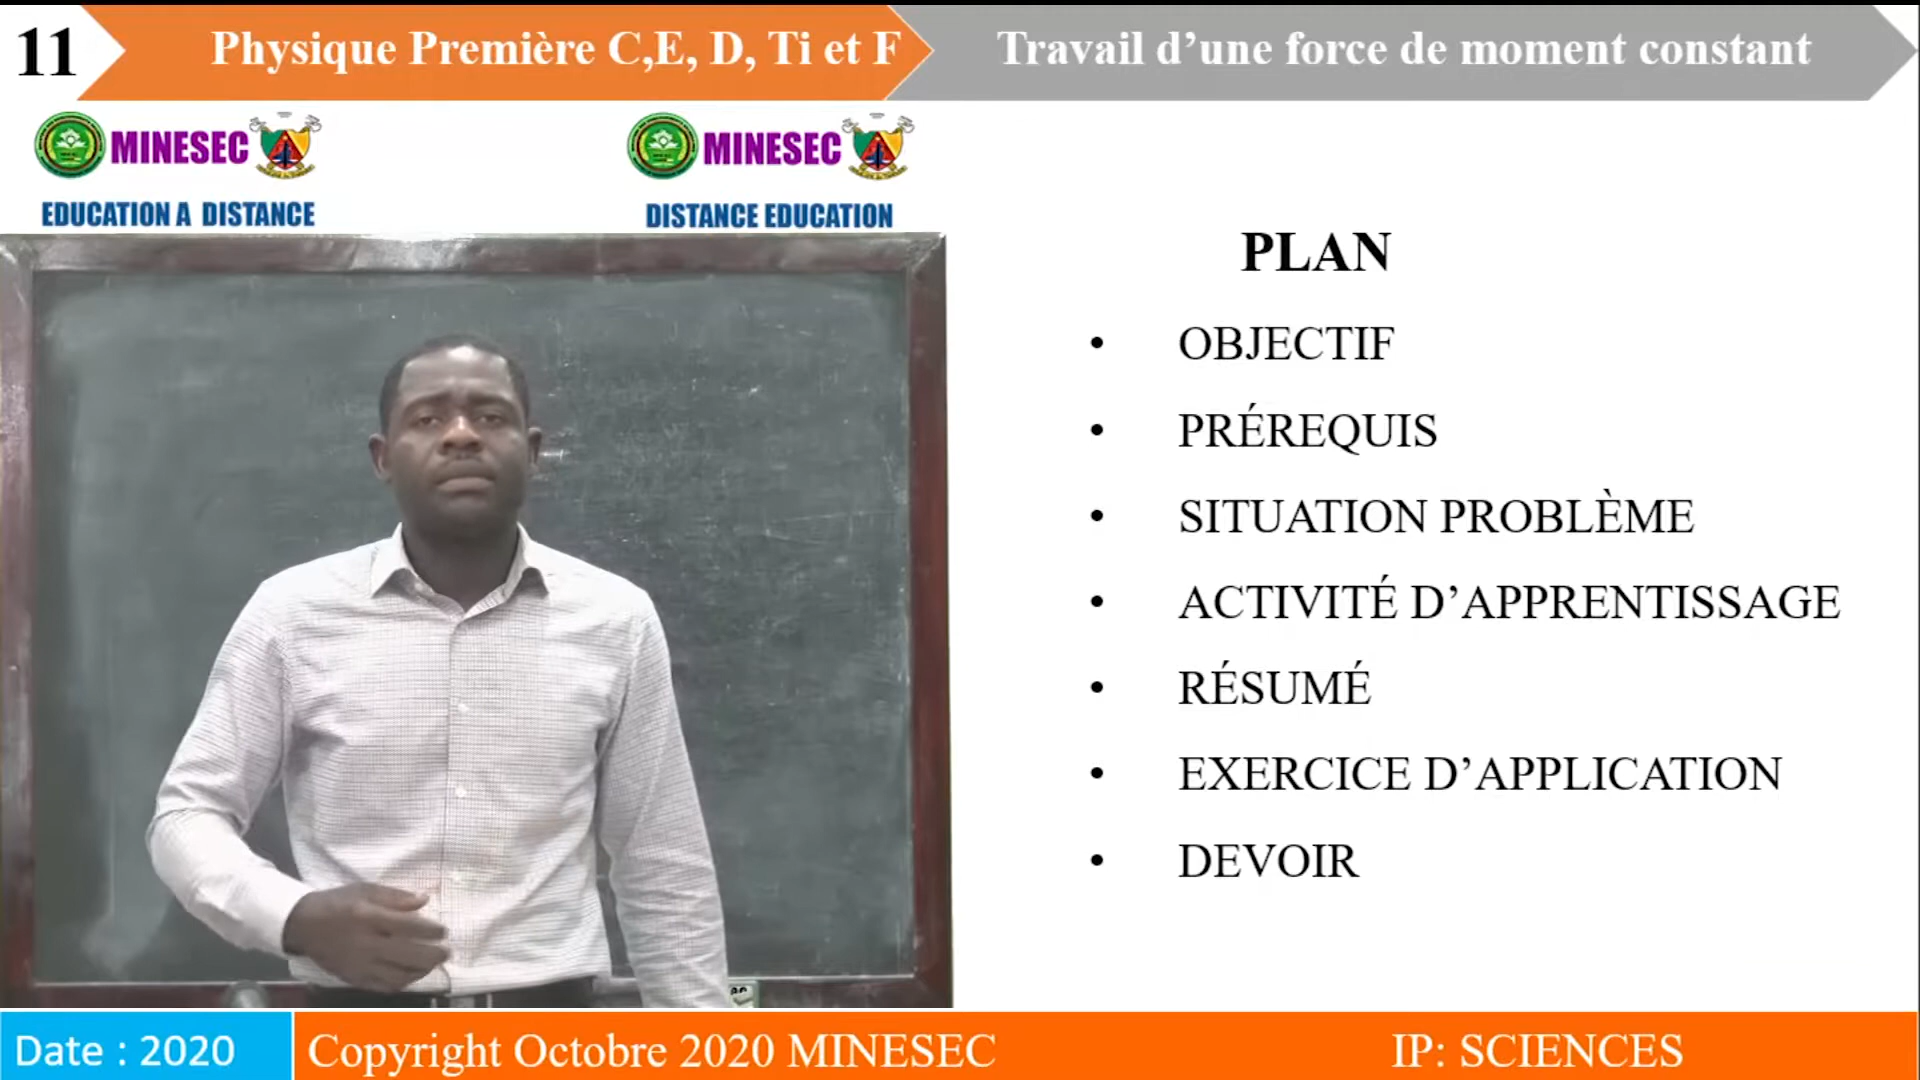 11
Physique Première C,E, D, Ti et F
Travail d’une force de moment constant
MINESEC
EDUCATION A DISTANCE
MINESEC
DISTANCE EDUCATION
PLAN
• OBJECTIF
• PRÉREQUIS
• SITUATION PROBLÈME
• ACTIVITÉ D’APPRENTISSAGE
• RÉSUMÉ
• EXERCICE D’APPLICATION
• DEVOIR
Date : 2020
Copyright Octobre 2020 MINESEC
IP: SCIENCES